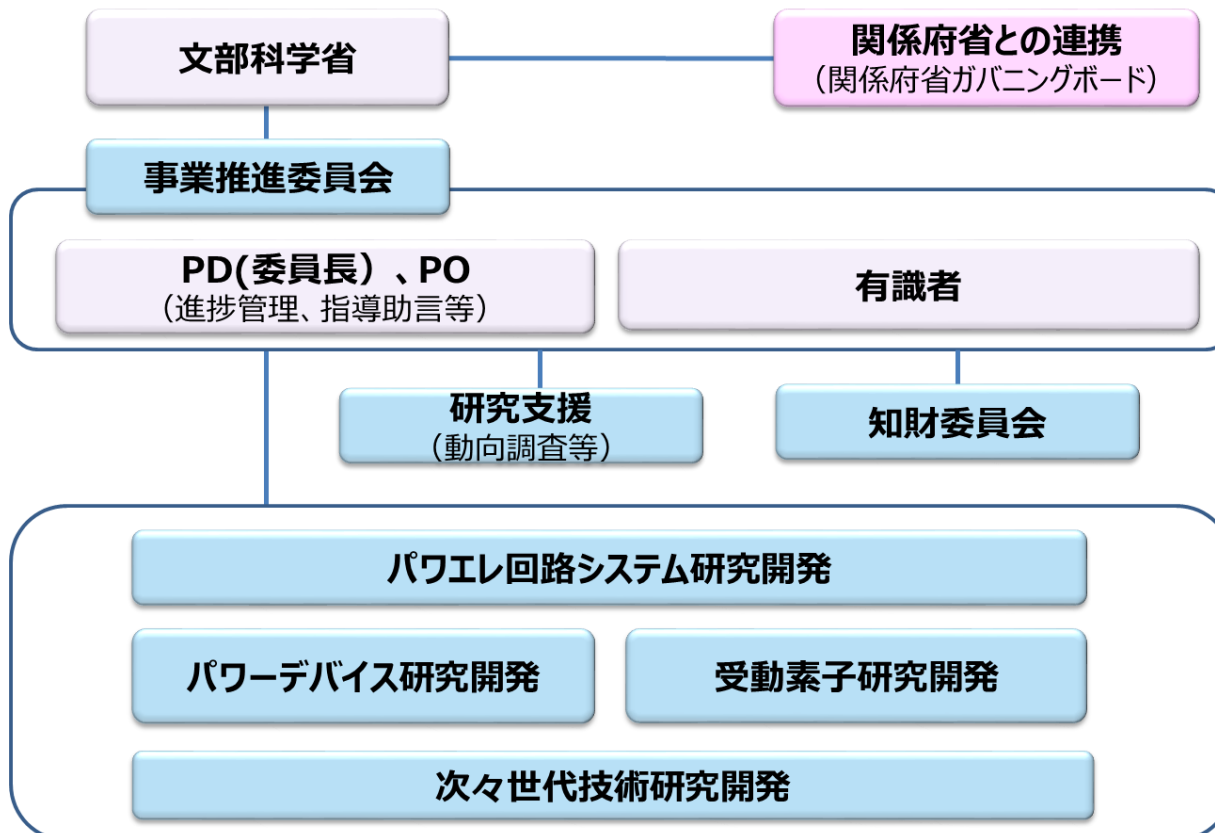 文部科学省
関係府省との連携
（関係府省ガバニングボード）
事業推進委員会
PD(委員長）、PO
（進捗管理、指導助言等）
有識者
研究支援
（動向調査等）
知財委員会
パワエレ回路システム研究開発
パワーデバイス研究開発
受動素子研究開発
次々世代技術研究開発